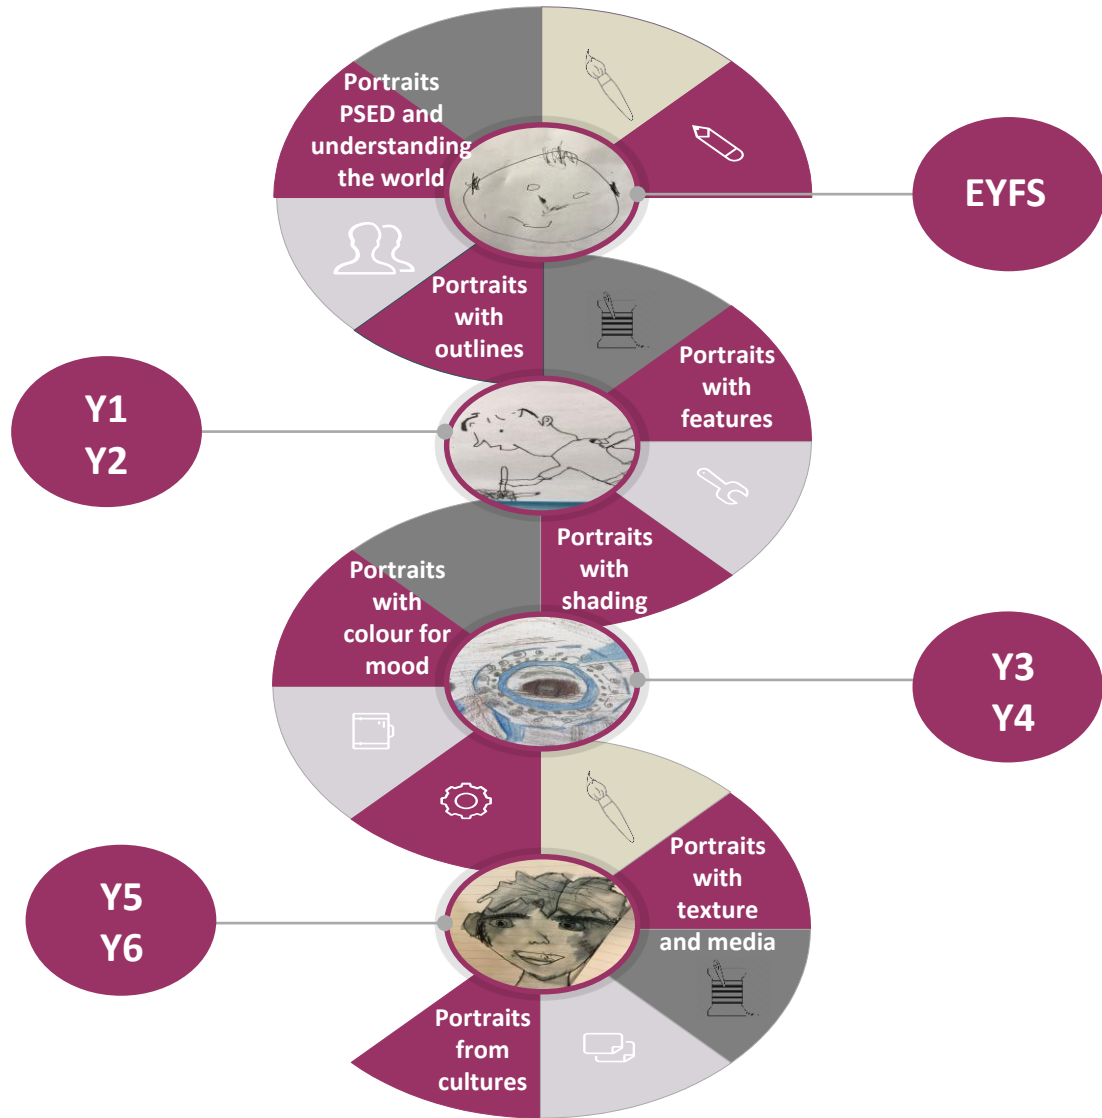 Portraits
PSED and
understanding
the world
EYFS
Portraits
with
outlines
Portraits
with
features
Y1
Y2
Portraits
with
shading
Portraits
with
colour for
mood
Y3
Y4
Portraits
with
texture
and media
Y5
Y6
Portraits
from
cultures